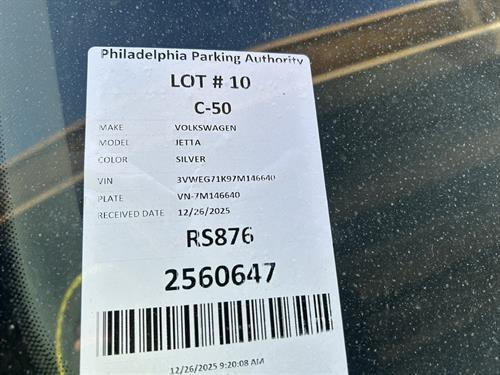 Philadelphia Parking Authority
LOT # 10
C-50
MAKE VOLKSWAGEN
MODEL JETTA
COLOR SILVER
VIN 3VWEG71K97M146640
PLATE VN-7M146640
RECEIVED DATE 12/26/2025
RS876
2560647
12/26/2025 9:20:08 AM